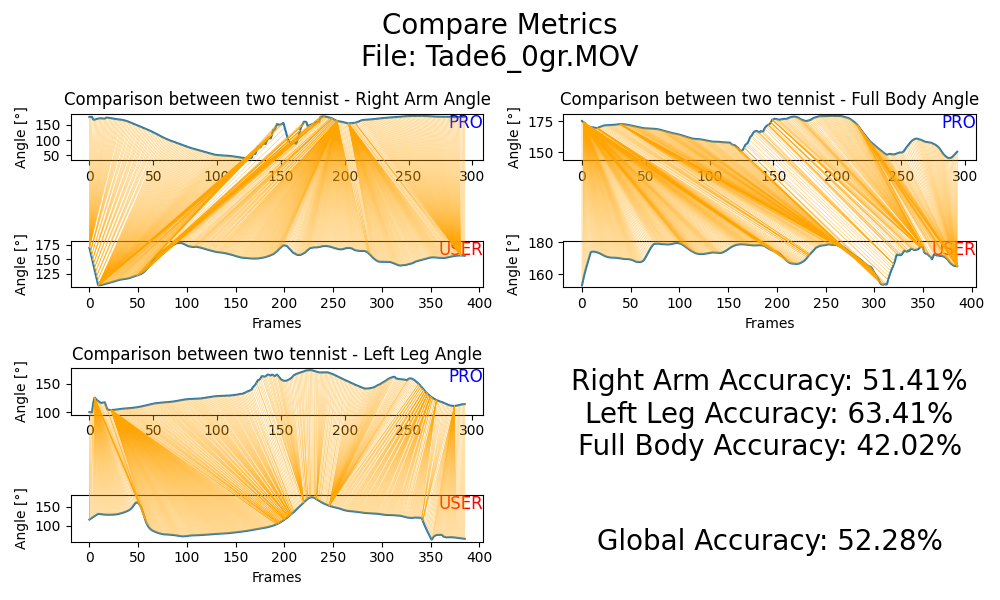 Compare Metrics
File: Tade6_0gr.MOV
Comparison between two tennist - Right Arm Angle
Angle [°]
150
100
50
PRO
0 50 100 150 200 250 300
Angle [°]
175
150
125
USER
0 50 100 150 200 250 300 350 400
Frames
Comparison between two tennist - Full Body Angle
Angle [°]
175
150
PRO
0 50 100 150 200 250 300
Angle [°]
180
160
USER
0 50 100 150 200 250 300 350 400
Frames
Comparison between two tennist - Left Leg Angle
Angle [°]
150
100
PRO
0 50 100 150 200 250 300
Angle [°]
150
100
USER
0 50 100 150 200 250 300 350 400
Frames
Right Arm Accuracy: 51.41%
Left Leg Accuracy: 63.41%
Full Body Accuracy: 42.02%
Global Accuracy: 52.28%